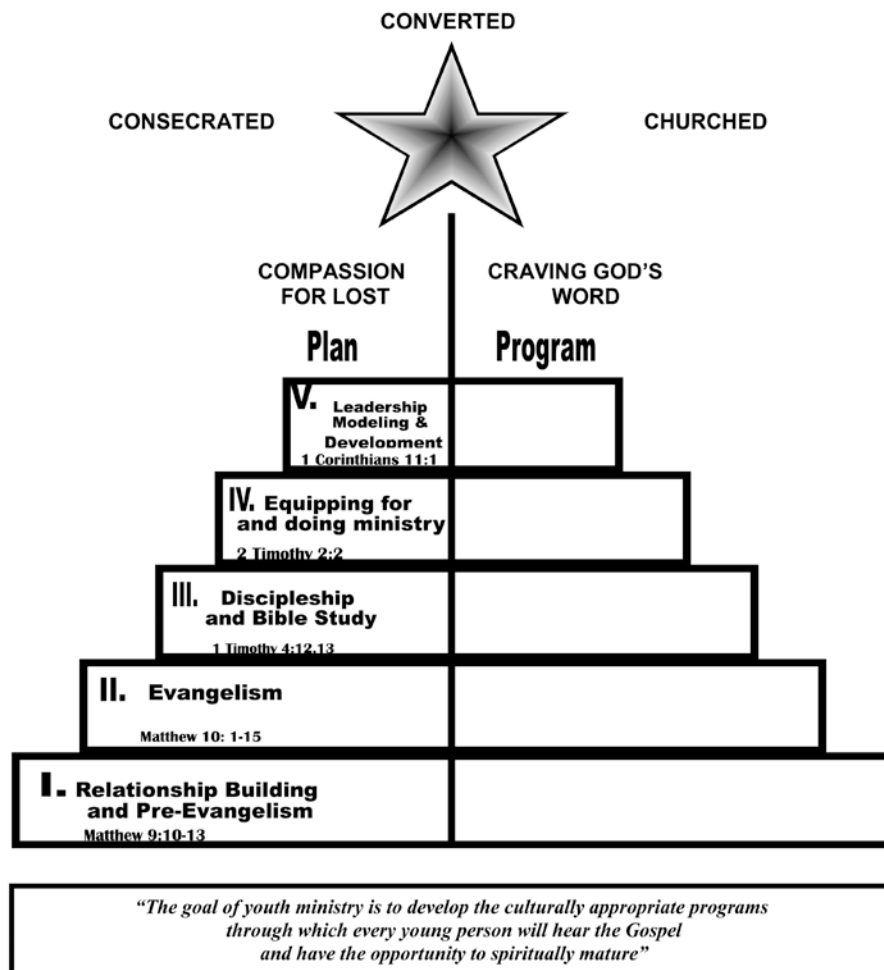 CONVERTED
CONSECRATED
CHURCHED
COMPASSION
FOR LOST
CRAVING GOD'S
WORD
Plan
Program
V. Leadership
Modeling &
Development
1 Corinthians 11:1
IV. Equipping for
and doing ministry
2 Timothy 2:2
III. Discipleship
and Bible Study
1 Timothy 4:12,13
II. Evangelism
Matthew 10: 1-15
I. Relationship Building
and Pre-Evangelism
Matthew 9:10-13
“The goal of youth ministry is to develop the culturally appropriate programs
through which every young person will hear the Gospel
and have the opportunity to spiritually mature”